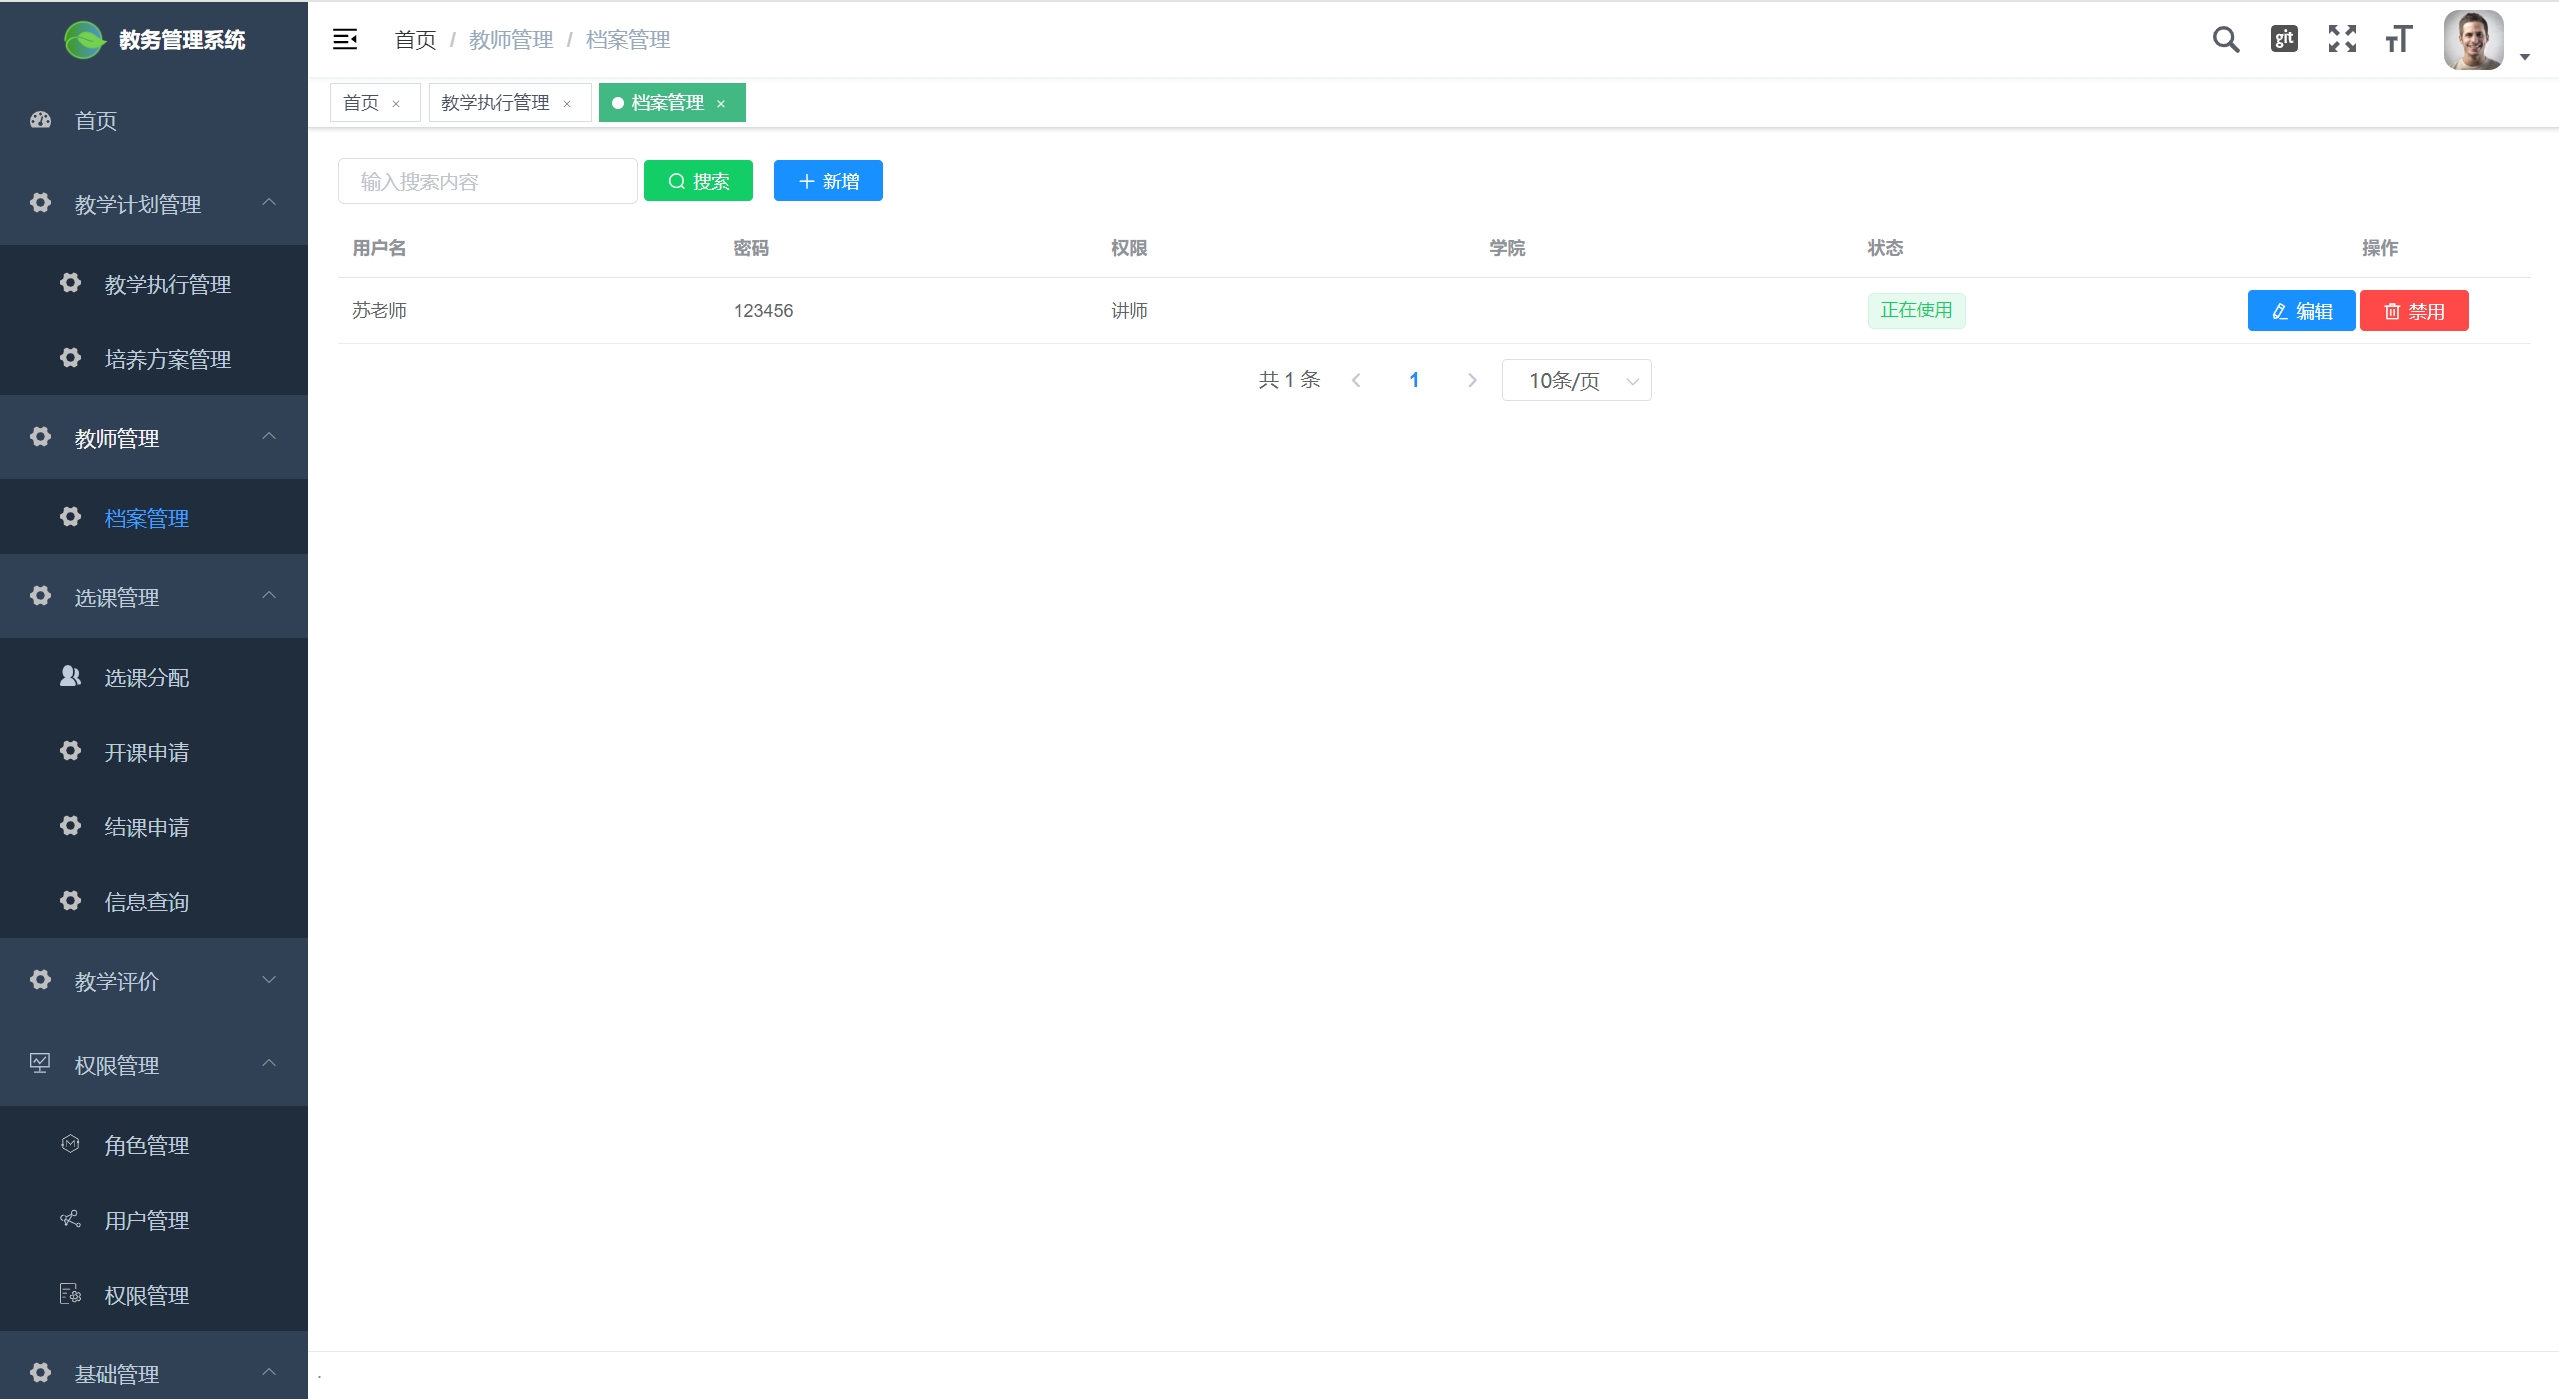 教务管理系统
首页 / 教师管理 / 档案管理
git
首页 ×
教学执行管理 ×
档案管理 ×
首页
教学计划管理
教学执行管理
培养方案管理
教师管理
档案管理
选课管理
选课分配
开课申请
结课申请
信息查询
教学评价
权限管理
角色管理
用户管理
权限管理
基础管理
输入搜索内容
搜索
新增
用户名 密码 权限 学院 状态 操作
苏老师 123456 讲师 正在使用 编辑 禁用
共 1 条 1 10条/页